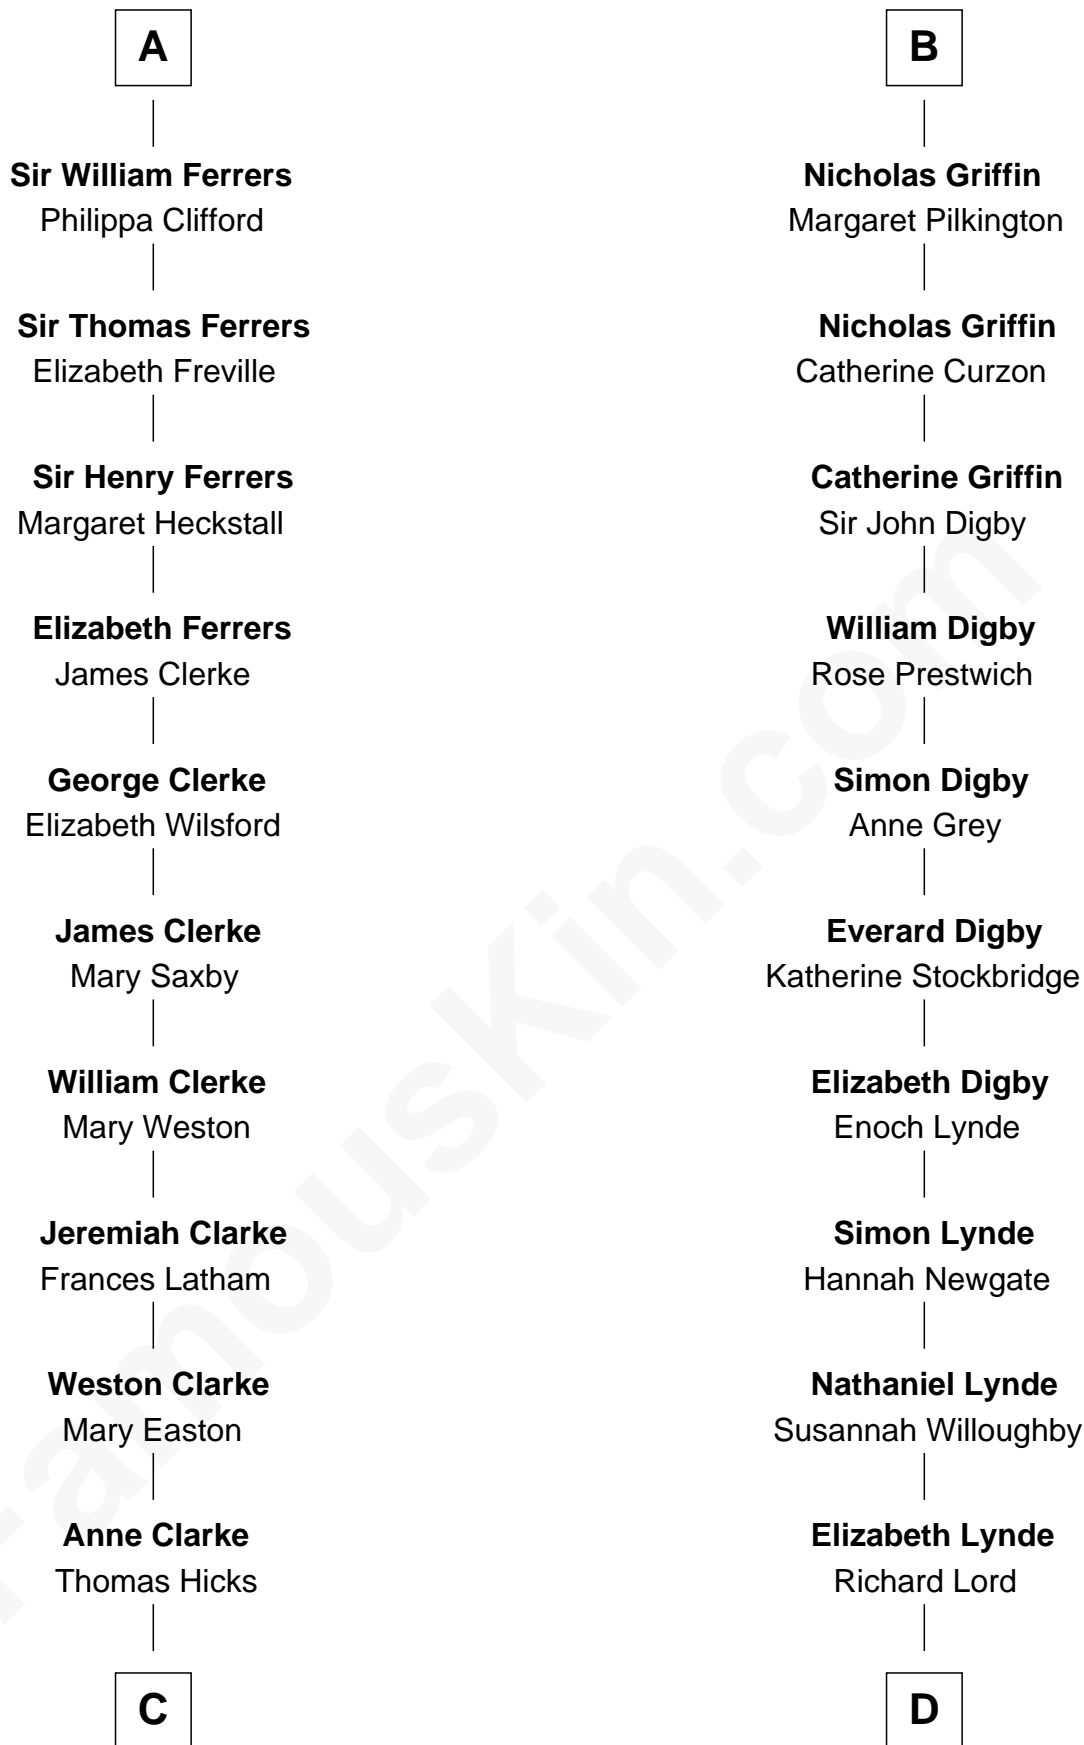 A
Sir William Ferrers
Philippa Clifford
Sir Thomas Ferrers
Elizabeth Freville
Sir Henry Ferrers
Margaret Heckstall
Elizabeth Ferrers
James Clerke
George Clerke
Elizabeth Wilsford
James Clerke
Mary Saxby
William Clerke
Mary Weston
Jeremiah Clarke
Frances Latham
Weston Clarke
Mary Easton
Anne Clarke
Thomas Hicks
C
B
Nicholas Griffin
Margaret Pilkington
Nicholas Griffin
Catherine Curzon
Catherine Griffin
Sir John Digby
William Digby
Rose Prestwich
Simon Digby
Anne Grey
Everard Digby
Katherine Stockbridge
Elizabeth Digby
Enoch Lynde
Simon Lynde
Hannah Newgate
Nathaniel Lynde
Susannah Willoughby
Elizabeth Lynde
Richard Lord
D
FamousKin.com